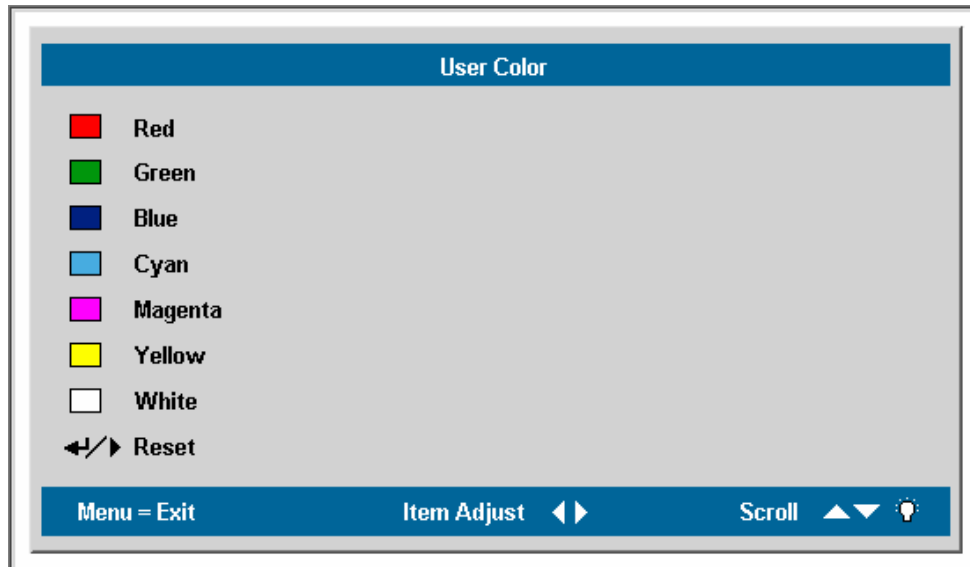 User Color
Red
Green
Blue
Cyan
Magenta
Yellow
White
Reset
Menu = Exit Item Adjust Scroll